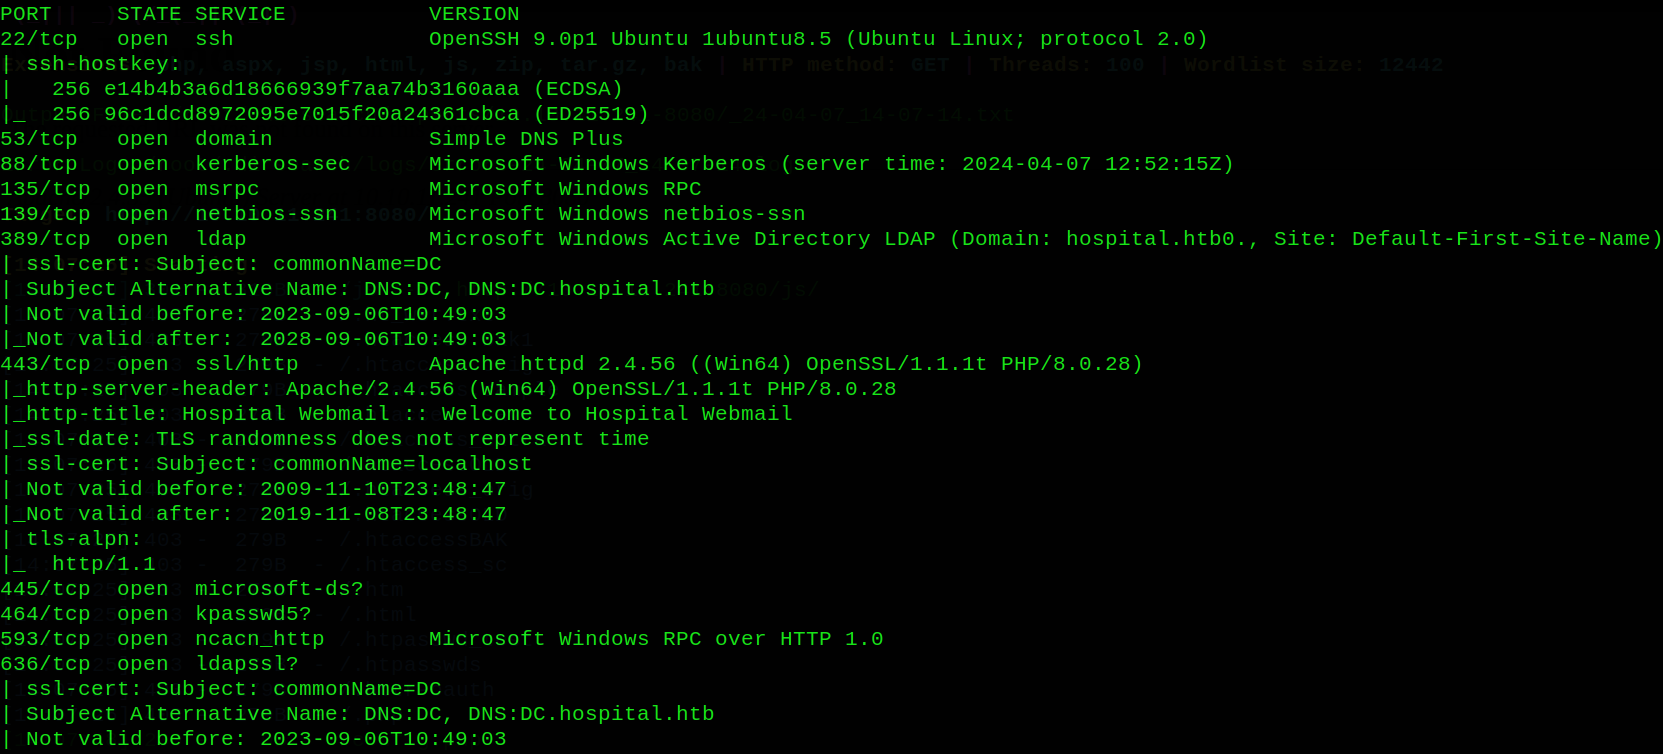 PORT     STATE SERVICE           VERSION
22/tcp   open  ssh               OpenSSH 9.0p1 Ubuntu 1ubuntu8.5 (Ubuntu Linux; protocol 2.0)
| ssh-hostkey:
|   256 e14b4b3a6d18666939f7aa74b3160aaa (ECDSA)
|_  256 96c1dcd8972095e7015f20a24361cbca (ED25519)
53/tcp   open  domain            Simple DNS Plus
88/tcp   open  kerberos-sec      Microsoft Windows Kerberos (server time: 2024-04-07 12:52:15Z)
135/tcp  open  msrpc             Microsoft Windows RPC
139/tcp  open  netbios-ssn       Microsoft Windows netbios-ssn
389/tcp  open  ldap              Microsoft Windows Active Directory LDAP (Domain: hospital.htb0., Site: Default-First-Site-Name)
| ssl-cert: Subject: commonName=DC
| Subject Alternative Name: DNS:DC, DNS:DC.hospital.htb
| Not valid before: 2023-09-06T10:49:03
|_Not valid after:  2028-09-06T10:49:03
443/tcp  open  ssl/http          Apache httpd 2.4.56 ((Win64) OpenSSL/1.1.1t PHP/8.0.28)
|_http-server-header: Apache/2.4.56 (Win64) OpenSSL/1.1.1t PHP/8.0.28
|_http-title: Hospital Webmail :: Welcome to Hospital Webmail
|_ssl-date: TLS randomness does not represent time
| ssl-cert: Subject: commonName=localhost
| Not valid before: 2009-11-10T23:48:47
|_Not valid after:  2019-11-08T23:48:47
| tls-alpn:
|_  http/1.1
445/tcp  open  microsoft-ds?
464/tcp  open  kpasswd5?
593/tcp  open  ncacn_http        Microsoft Windows RPC over HTTP 1.0
636/tcp  open  ldapssl?
| ssl-cert: Subject: commonName=DC
| Subject Alternative Name: DNS:DC, DNS:DC.hospital.htb
| Not valid before: 2023-09-06T10:49:03